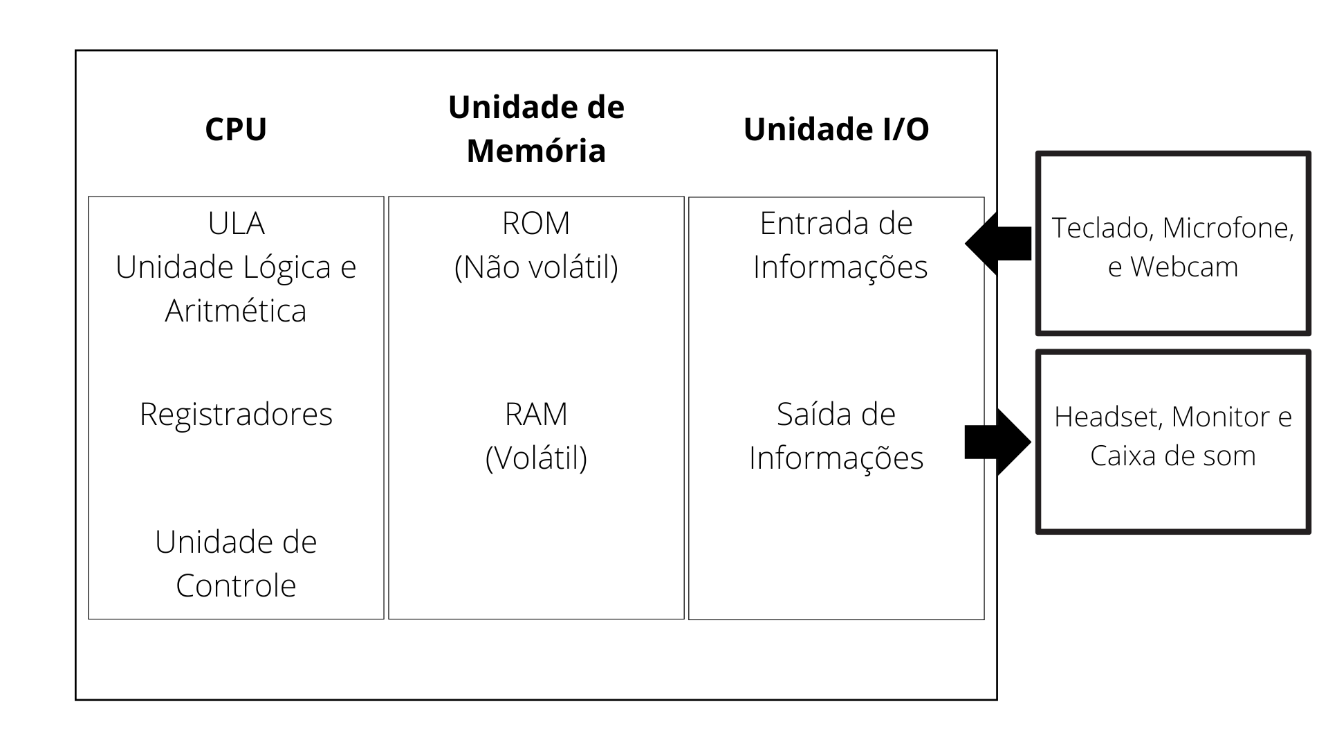 CPU
Unidade de
Memória
Unidade I/O
ULA
Unidade Lógica e
Aritmética
Registradores
Unidade de
Controle
ROM
(Não volátil)
RAM
(Volátil)
Entrada de
Informações
Saída de
Informações
Teclado, Microfone,
e Webcam
Headset, Monitor e
Caixa de som